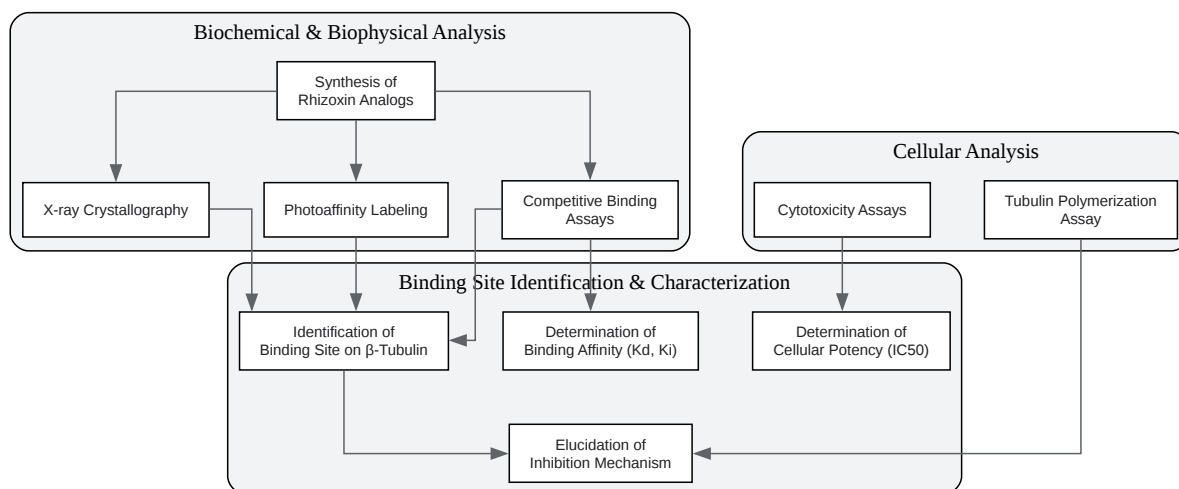 Biochemical & Biophysical Analysis
Synthesis of
Rhizoxin Analogs
Cellular Analysis
X-ray Crystallography
Photoaffinity Labeling
Competitive Binding
Assays
Cytotoxicity Assays
Tubulin Polymerization
Assay
Binding Site Identification & Characterization
Identification of
Binding Site on β-Tubulin
Determination of
Binding Affinity (Kd, Ki)
Determination of
Cellular Potency (IC50)
Elucidation of
Inhibition Mechanism